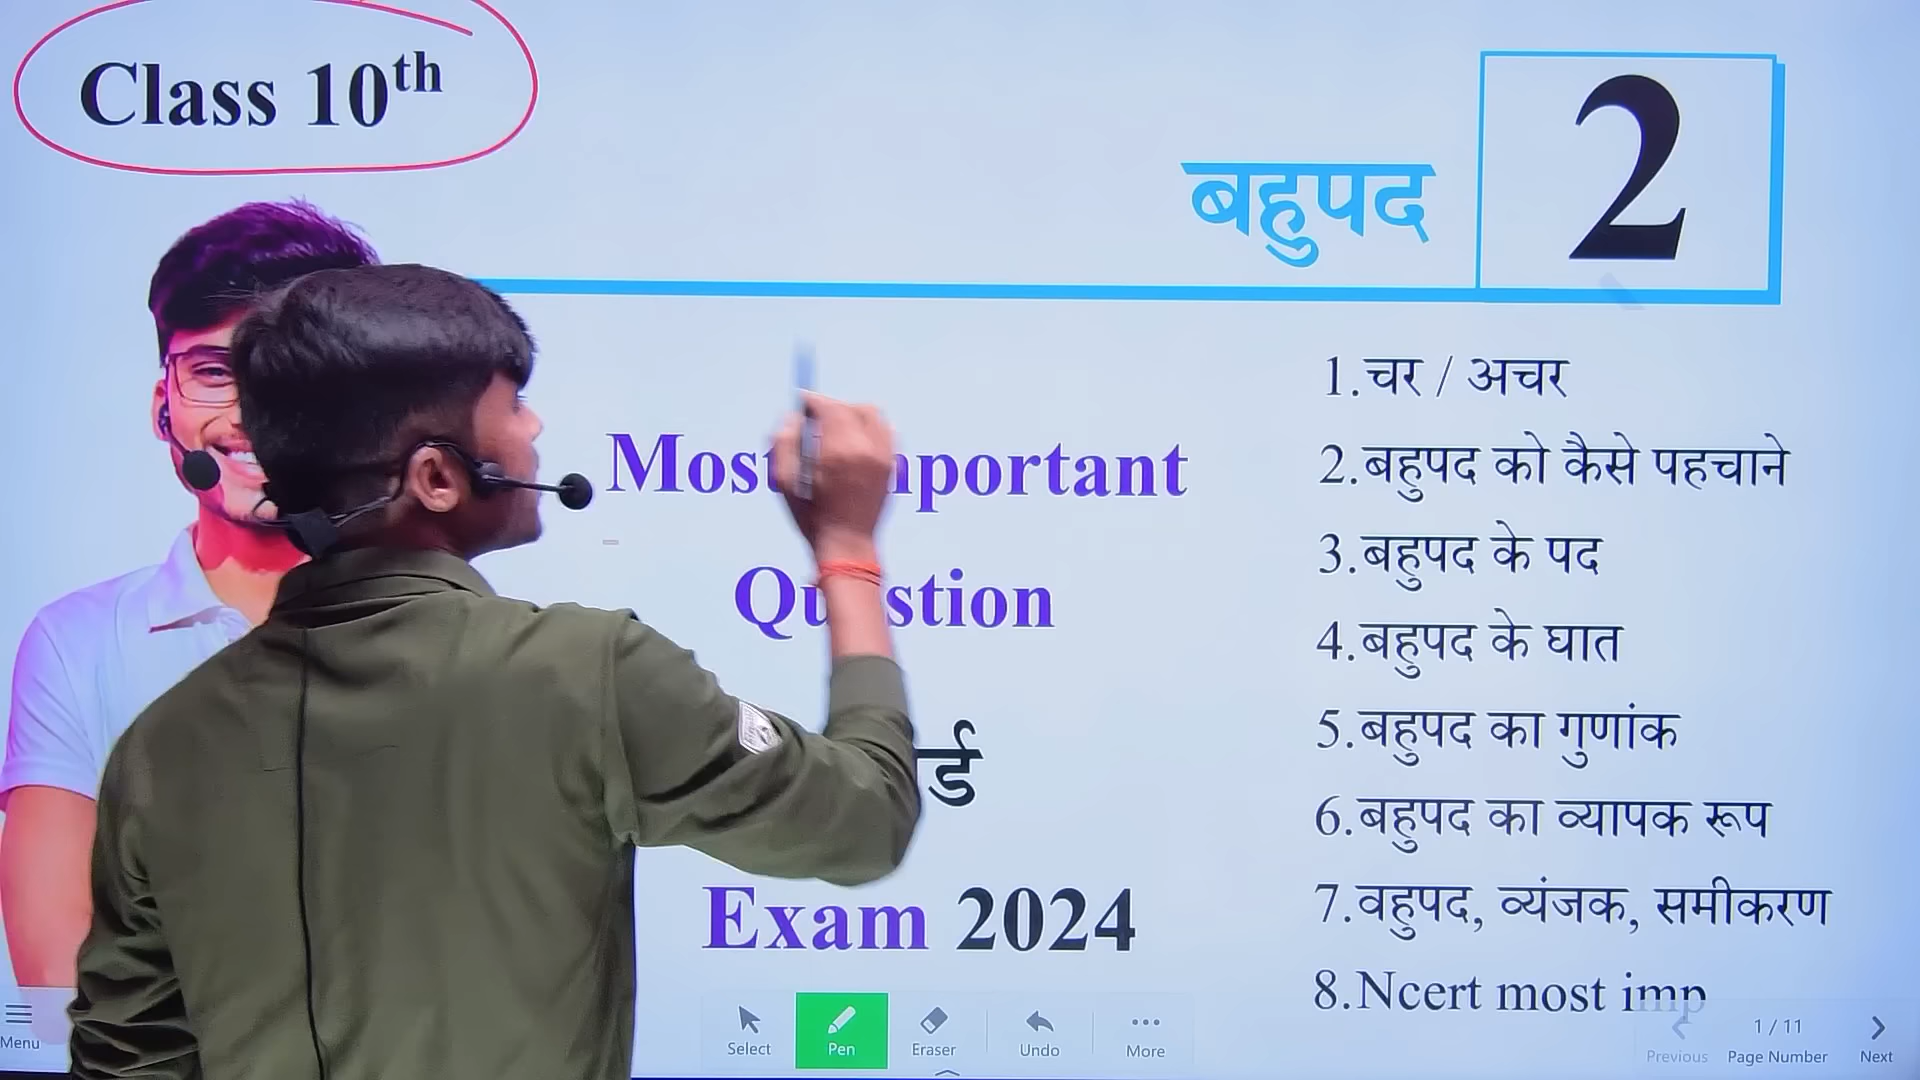 Class 10th
बहुपद
2
1.चर / अचर
2.बहुपद को कैसे पहचाने
3.बहुपद के पद
4.बहुपद के घात
5.बहुपद का गुणांक
6.बहुपद का व्यापक रूप
7.वहुपद, व्यंजक, समीकरण
8.Ncert most imp
Exam 2024
Menu
Select
Pen
Eraser
Undo
More
Previous
1 / 11
Page Number
Next